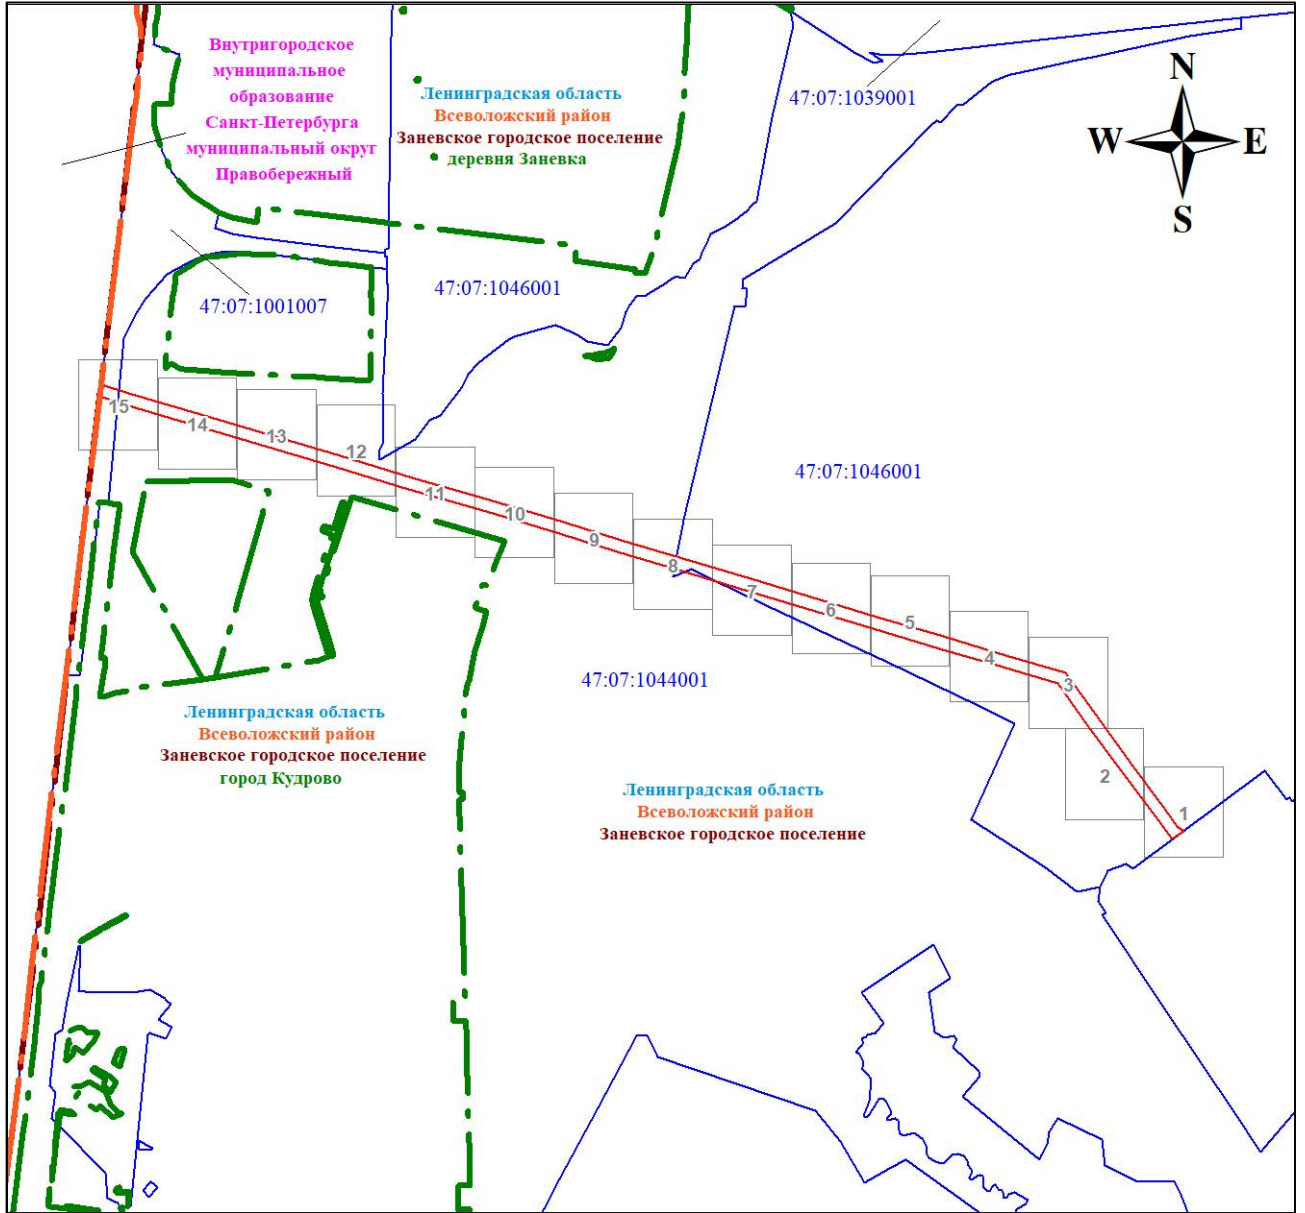 Внутригородское
муниципальное
образование
Санкт-Петербурга
муниципальный округ
Правобережный
Ленинградская область
Всеволожский район
Заневское городское поселение
деревня Заневка
47:07:1039001
N
W E
S
47:07:1001007
47:07:1046001
47:07:1046001
15
14
13
12
11
10
9
8
7
6
5
4
3
2
1
47:07:1044001
Ленинградская область
Всеволожский район
Заневское городское поселение
город Кудрово
Ленинградская область
Всеволожский район
Заневское городское поселение